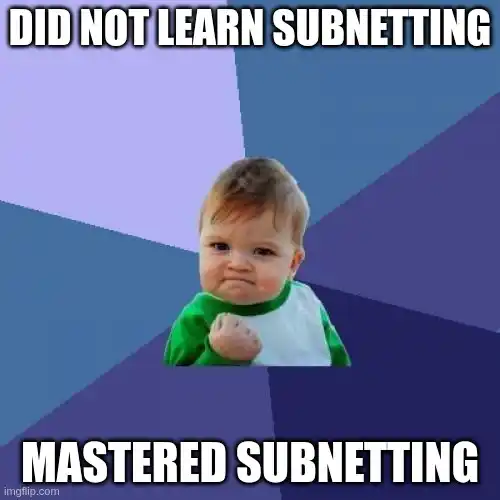 DID NOT LEARN SUBNETTING
MASTERED SUBNETTING
imgflip.com